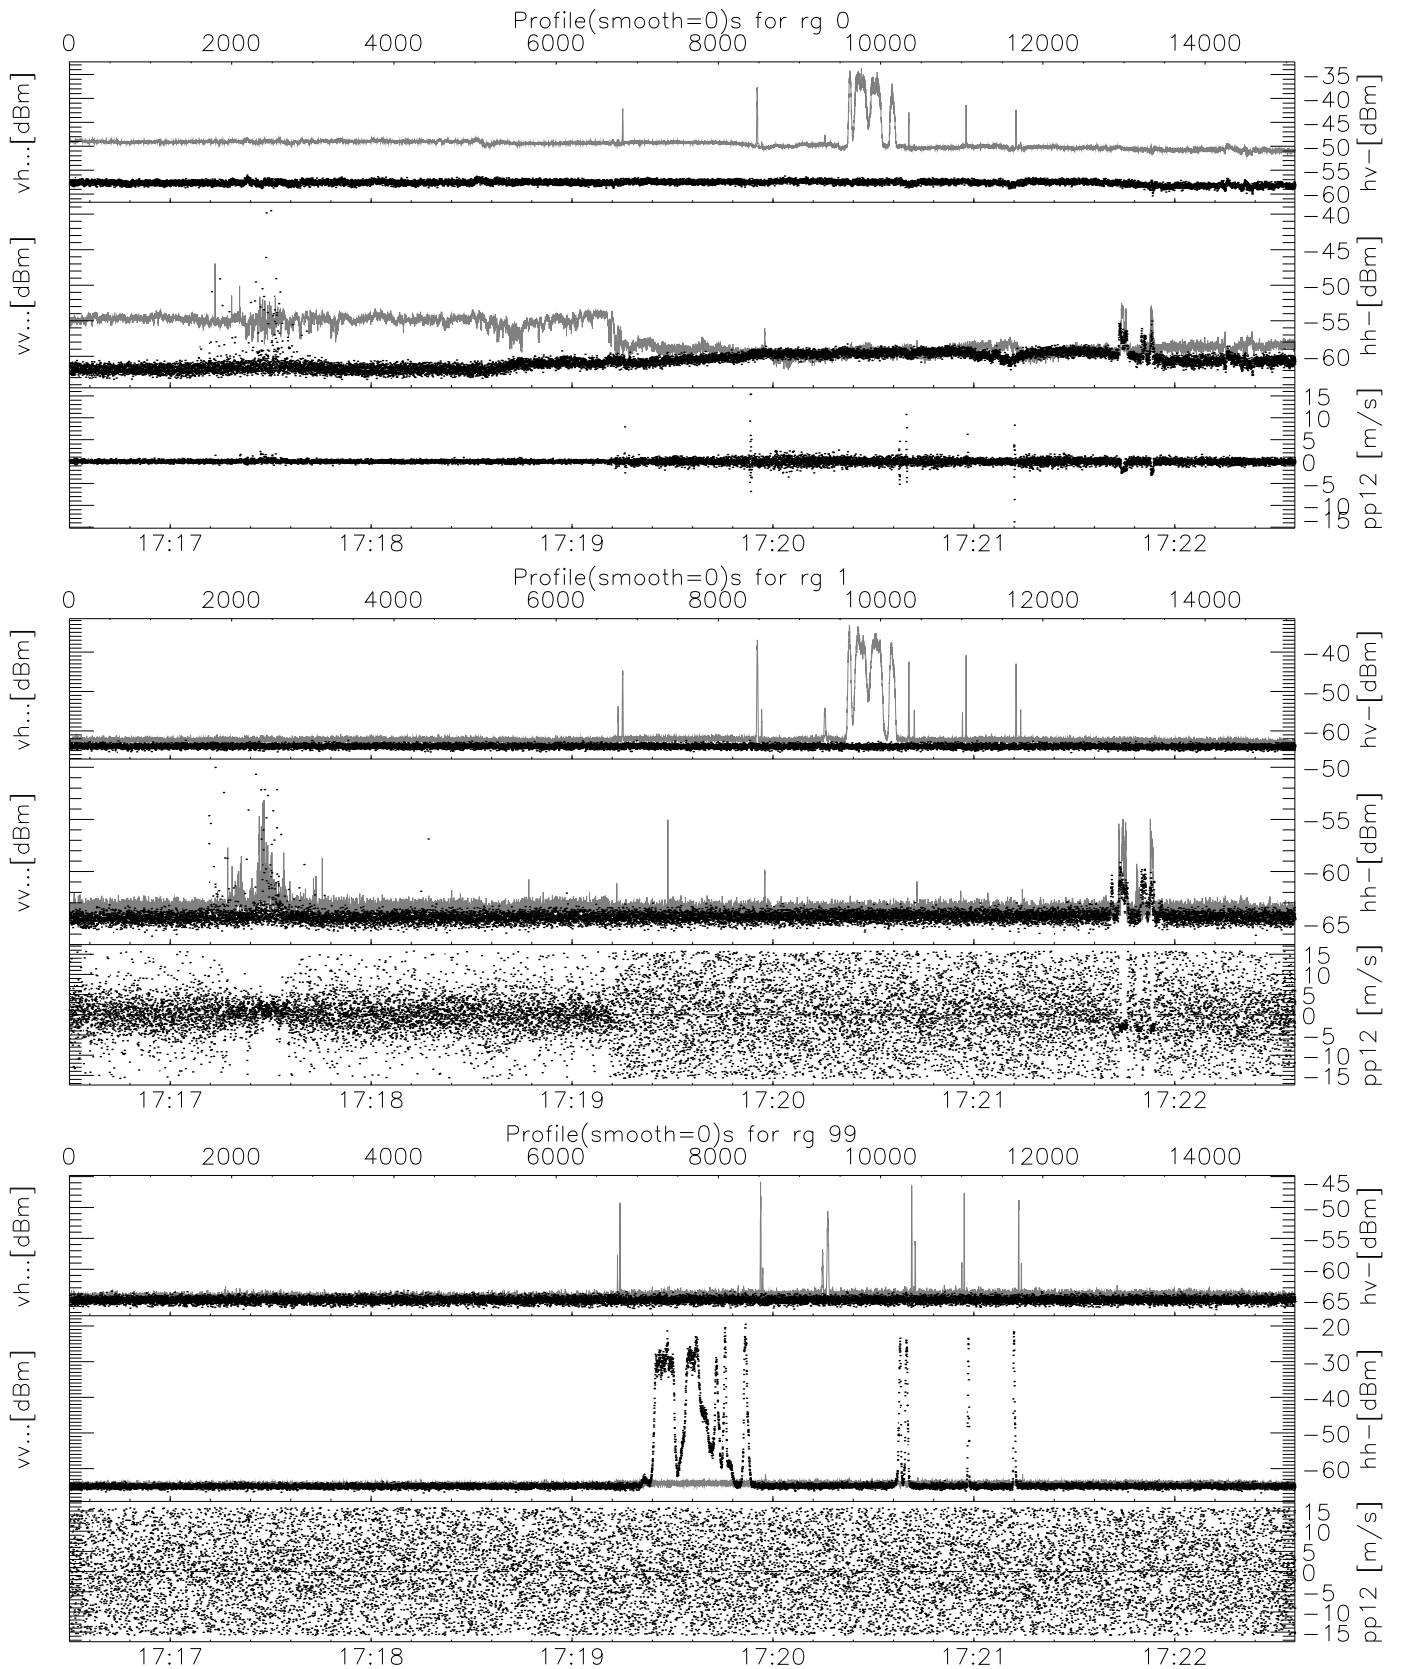 Profile(smooth=0)s for rg 0
0 2000 4000 6000 8000 10000 12000 14000
vh...[dBm] -35 -40 -45 -50 -55 -60 hv-[dBm]
vv...[dBm] -40 -45 -50 -55 -60 hh-[dBm]
15 10 5 0 -5 -10 -15 pp12 [m/s]
17:17 17:18 17:19 17:20 17:21 17:22
Profile(smooth=0)s for rg 1
0 2000 4000 6000 8000 10000 12000 14000
vh...[dBm] -40 -50 -60 hv-[dBm]
vv...[dBm] -50 -55 -60 -65 hh-[dBm]
15 10 5 0 -5 -10 -15 pp12 [m/s]
17:17 17:18 17:19 17:20 17:21 17:22
Profile(smooth=0)s for rg 99
0 2000 4000 6000 8000 10000 12000 14000
vh...[dBm] -45 -50 -55 -60 -65 hv-[dBm]
vv...[dBm] -20 -30 -40 -50 -60 hh-[dBm]
15 10 5 0 -5 -10 -15 pp12 [m/s]
17:17 17:18 17:19 17:20 17:21 17:22